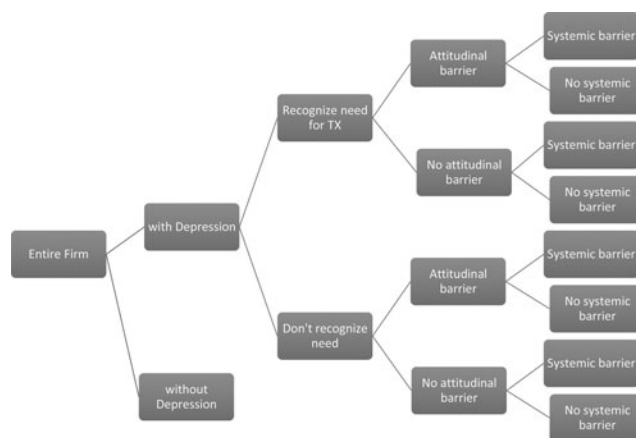 Entire Firm
with Depression
without
Depression
Recognize need
for TX
Don't recognize
need
Attitudinal
barrier
No attitudinal
barrier
Attitudinal
barrier
No attitudinal
barrier
Systemic barrier
No systemic
barrier
Systemic barrier
No systemic
barrier
Systemic barrier
No systemic
barrier
Systemic barrier
No systemic
barrier